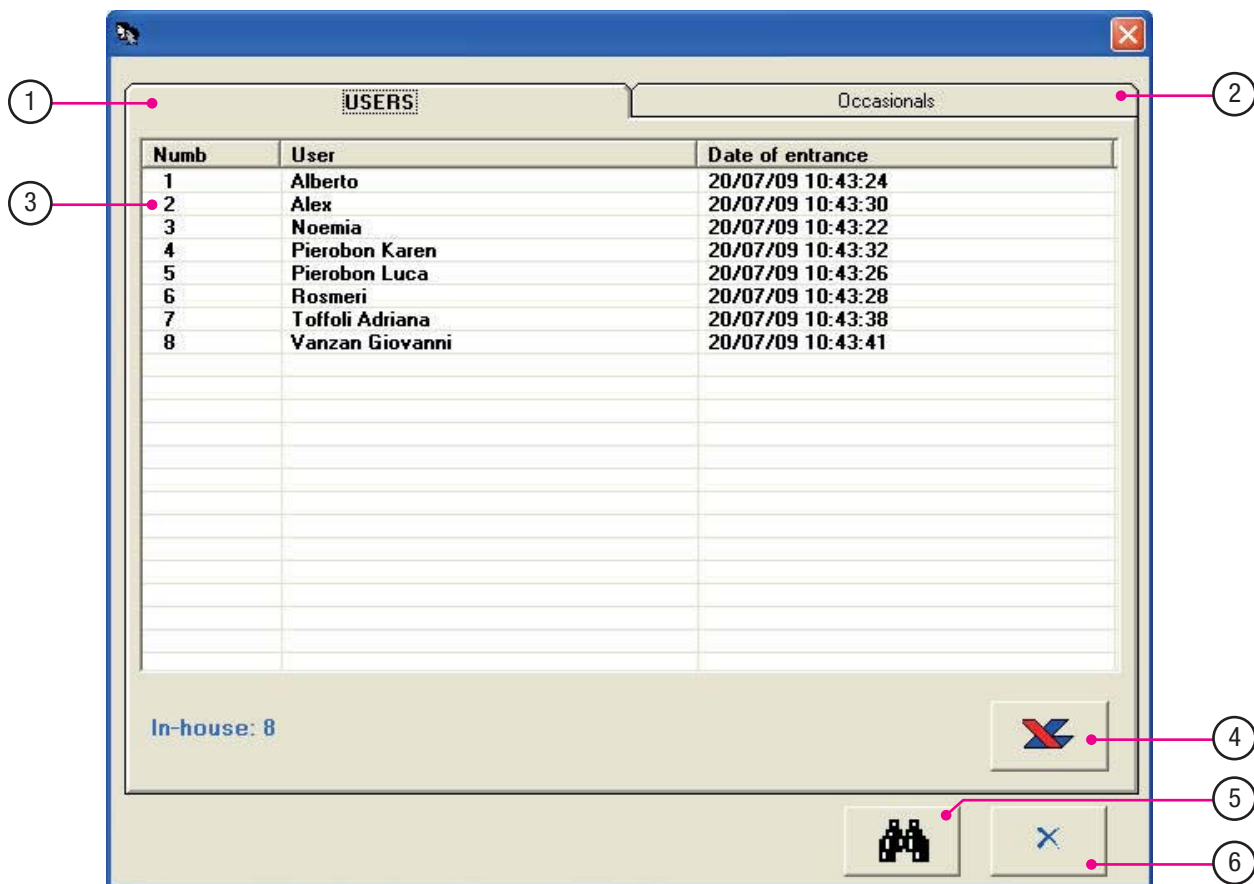 USERS Occasionals
1 2
Numb User Date of entrance
1 Alberto 20/07/09 10:43:24
3 2 Alex 20/07/09 10:43:30
3 Noemia 20/07/09 10:43:22
4 Pierobon Karen 20/07/09 10:43:32
5 Pierobon Luca 20/07/09 10:43:26
6 Rosmeri 20/07/09 10:43:28
7 Toffoli Adriana 20/07/09 10:43:38
8 Vanzan Giovanni 20/07/09 10:43:41
In-house: 8
4
5
6